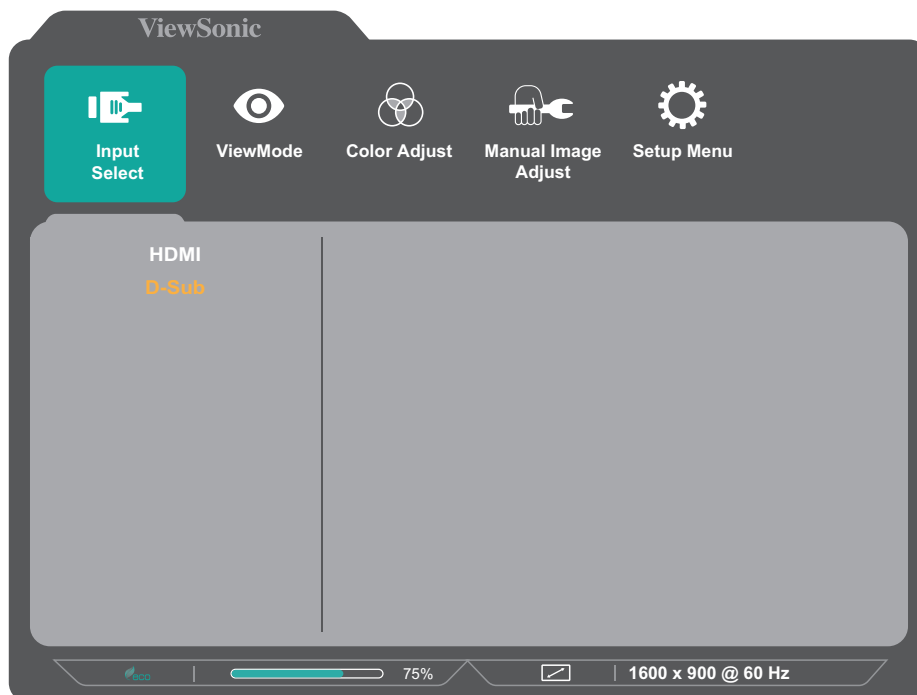 ViewSonic
Input Select
ViewMode
Color Adjust
Manual Image Adjust
Setup Menu
HDMI
D-Sub
eco
75%
1600 x 900 @ 60 Hz